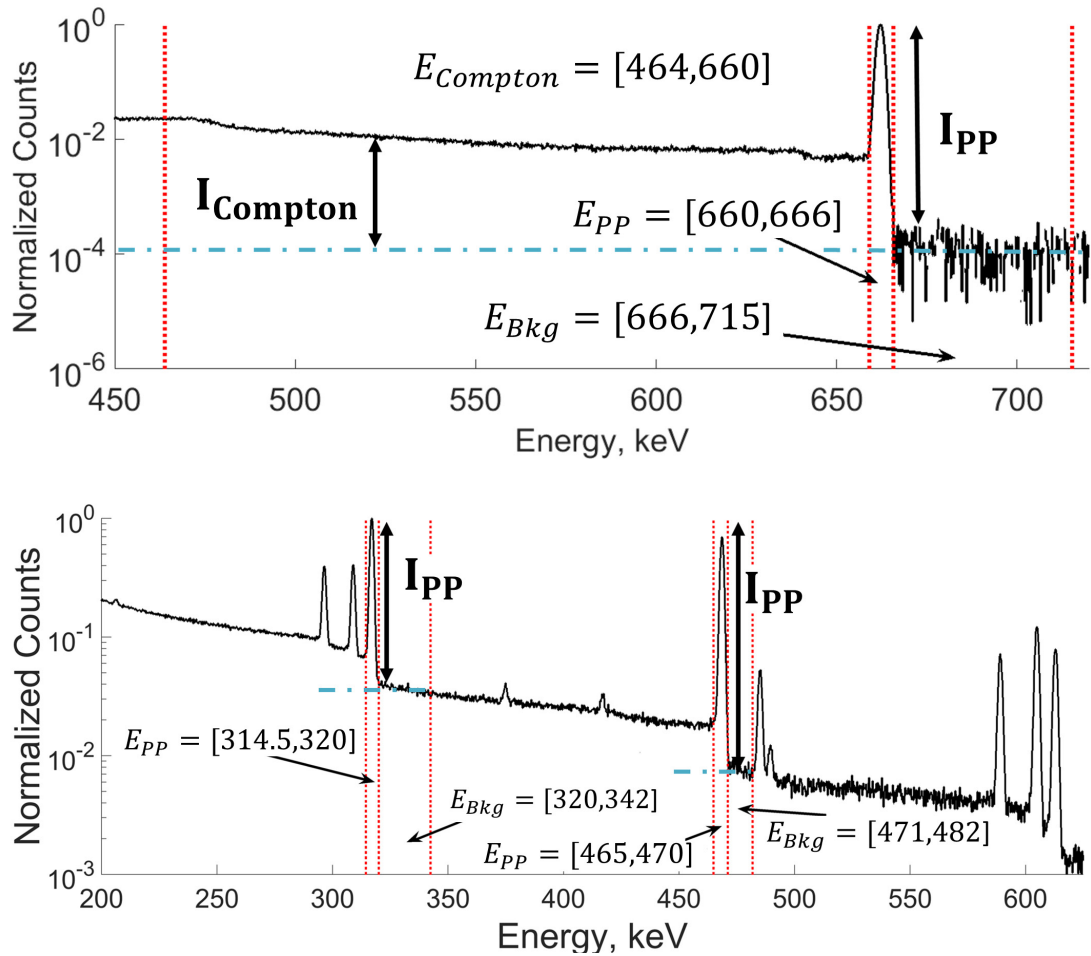 10^0
10^-2
10^-4
10^-6
Normalized Counts
E_Compton = [464,660]
I_PP
I_Compton
E_PP = [660,666]
E_Bkg = [666,715]
450 500 550 600 650 700
Energy, keV
10^0
10^-1
10^-2
10^-3
Normalized Counts
I_PP
I_PP
E_PP = [314.5,320]
E_Bkg = [320,342]
E_PP = [465,470]
E_Bkg = [471,482]
200 250 300 350 400 450 500 550 600
Energy, keV